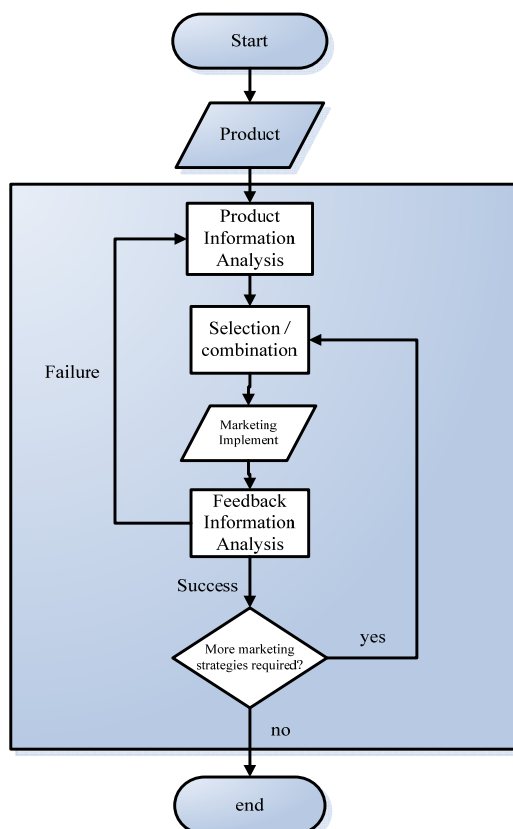 Start
Product
Product
Information
Analysis
Selection /
combination
Failure
Marketing
Implement
Feedback
Information
Analysis
Success
More marketing
strategies required?
yes
no
end